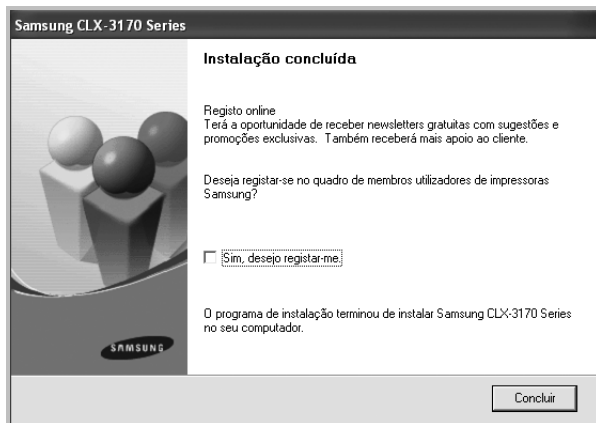 Samsung CLX-3170 Series
Instalação concluída
Registo online
Terá a oportunidade de receber newsletters gratuitas com sugestões e
promoções exclusivas. Também receberá mais apoio ao cliente.
Deseja registar-se no quadro de membros utilizadores de impressoras
Samsung?
Sim, desejo registar-me.
O programa de instalação terminou de instalar Samsung CLX-3170 Series
no seu computador.
SAMSUNG
Concluir